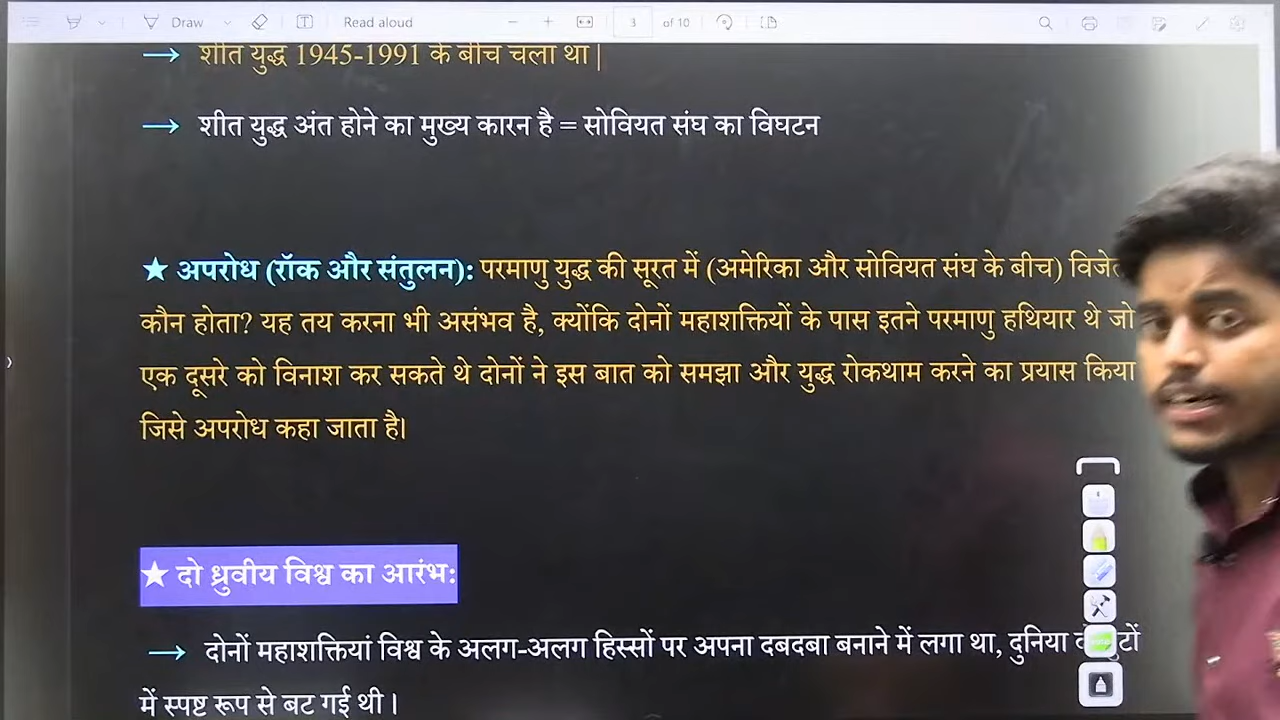 Draw
Read aloud
3 of 10
→ शीत युद्ध 1945-1991 के बीच चला था |
→ शीत युद्ध अंत होने का मुख्य कारन है = सोवियत संघ का विघटन
★ अपरोध (रॉक और संतुलन): परमाणु युद्ध की सूरत में (अमेरिका और सोवियत संघ के बीच)
कौन होता? यह तय करना भी असंभव है, क्योंकि दोनों महाशक्तियों के पास इतने परमाणु हथियार थे जो
एक दूसरे को विनाश कर सकते थे दोनों ने इस बात को समझा और युद्ध रोकथाम करने का प्रयास किया
जिसे अपरोध कहा जाता है।
★ दो ध्रुवीय विश्व का आरंभ:
→ दोनों महाशक्तियां विश्व के अलग-अलग हिस्सों पर अपना दबदबा बनाने में लगा था, दुनिया
में स्पष्ट रूप से बट गई थी ।